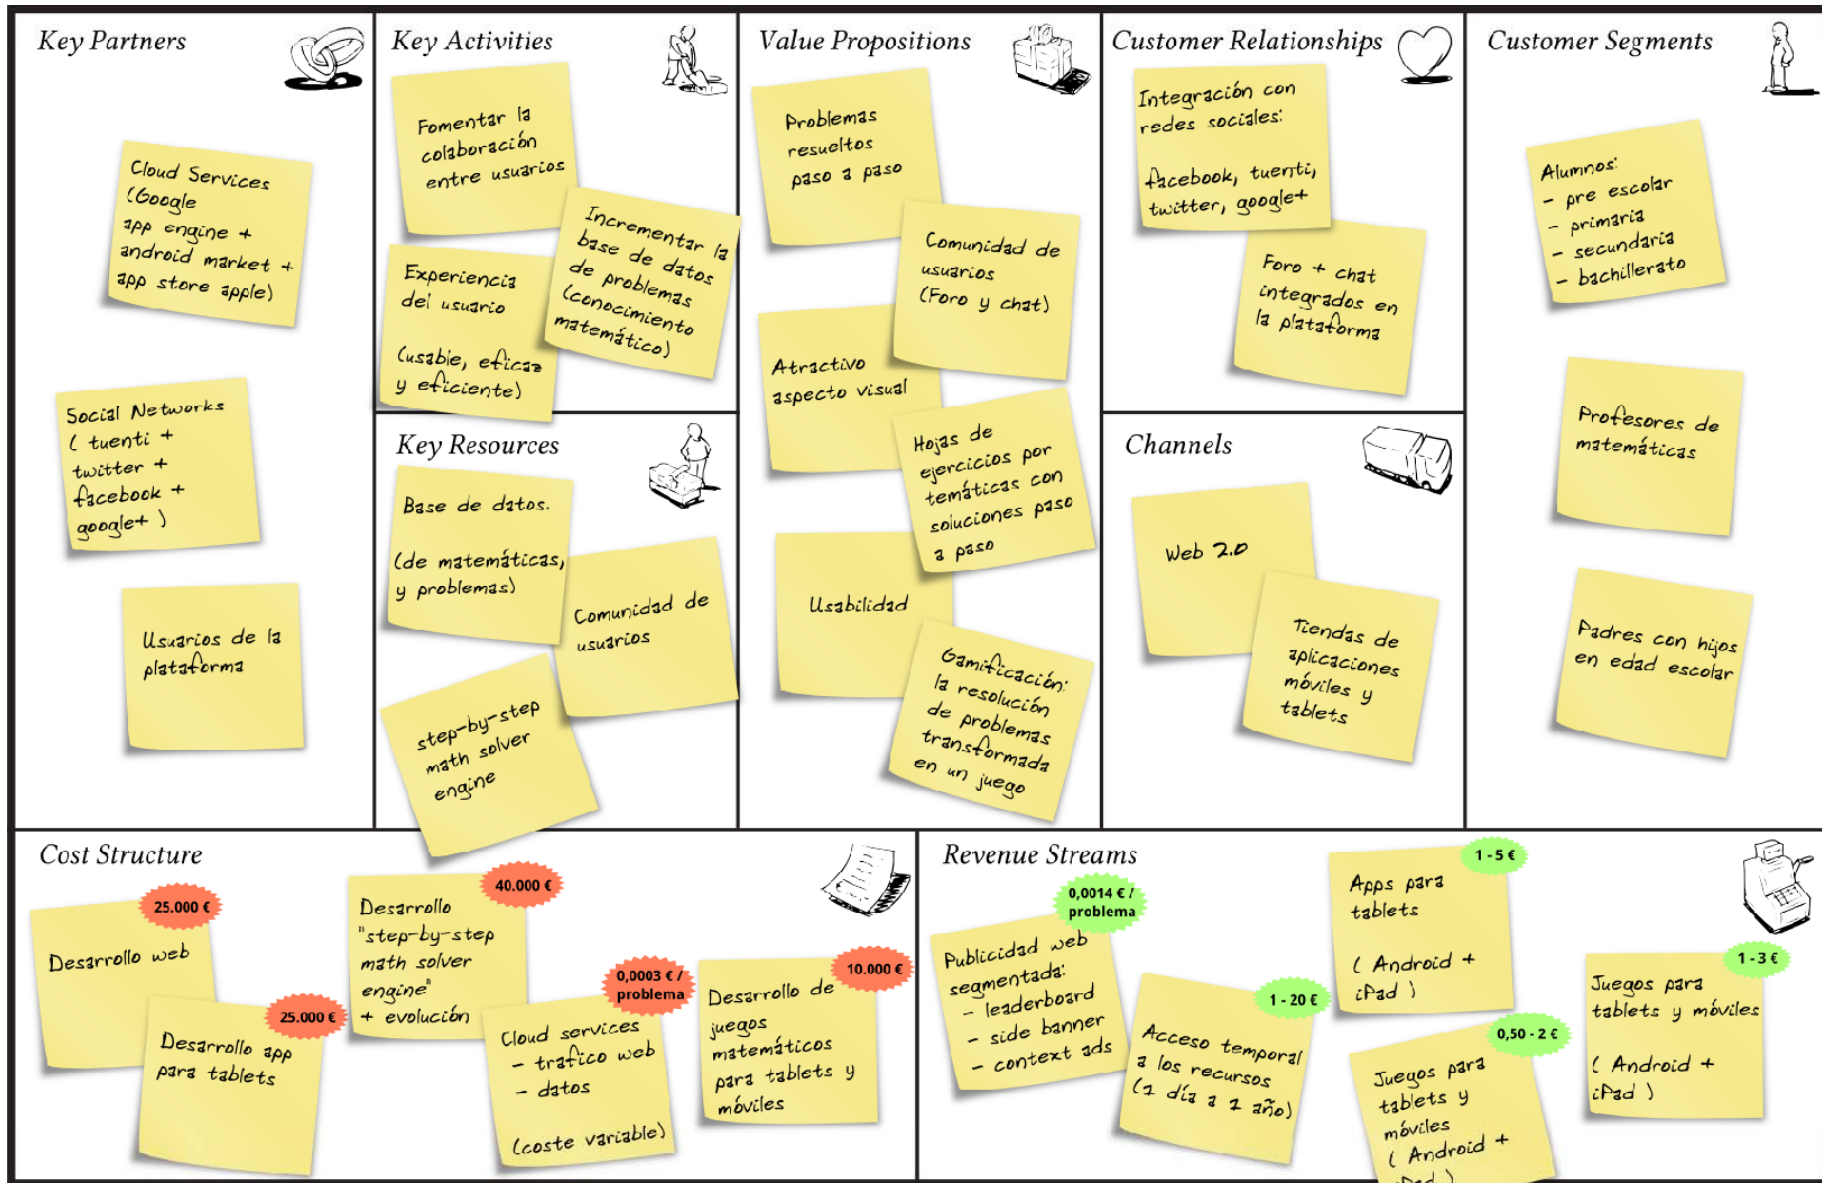 Key Partners
Cloud Services
(Google
app engine +
android market +
app store apple)
Social Networks
( tuenti +
twitter +
facebook +
google+ )
Usuarios de la
plataforma
Key Activities
Fomentar la
colaboración
entre usuarios
Incrementar la
base de datos
de problemas
(conocimiento
matemático)
Experiencia
del usuario
(usable, eficaz
y eficiente)
Key Resources
Base de datos.
(de matemáticas,
y problemas)
Comunidad de
usuarios
step-by-step
math solver
engine
Value Propositions
Problemas
resueltos
paso a paso
Comunidad de
usuarios
(Foro y chat)
Atractivo
aspecto visual
Hojas de
ejercicios por
temáticas con
soluciones paso
a paso
Usabilidad
Gamificación:
la resolución
de problemas
transformada
en un juego
Customer Relationships
Integración con
redes sociales:
facebook, tuenti,
twitter, google+
Foro + chat
integrados en
la plataforma
Channels
Web 2.0
Tiendas de
aplicaciones
móviles y
tablets
Customer Segments
Alumnos:
- pre escolar
- primaria
- secundaria
- bachillerato
Profesores de
matemáticas
Padres con hijos
en edad escolar
Cost Structure
25.000 €
Desarrollo web
25.000 €
Desarrollo app
para tablets
40.000 €
Desarrollo
"step-by-step
math solver
engine"
+ evolución
0,0003 € /
problema
Cloud services
- trafico web
- datos
(coste variable)
10.000 €
Desarrollo de
juegos
matemáticos
para tablets y
móviles
Revenue Streams
0,0014 € /
problema
Publicidad web
segmentada:
- leaderboard
- side banner
- context ads
1 - 20 €
Acceso temporal
a los recursos
(1 día a 1 año)
1 - 5 €
Apps para
tablets
( Android +
iPad )
0,50 - 2 €
Juegos para
tablets y
móviles
( Android +
iPad )
1 - 3 €
Juegos para
tablets y móviles
( Android +
iPad )